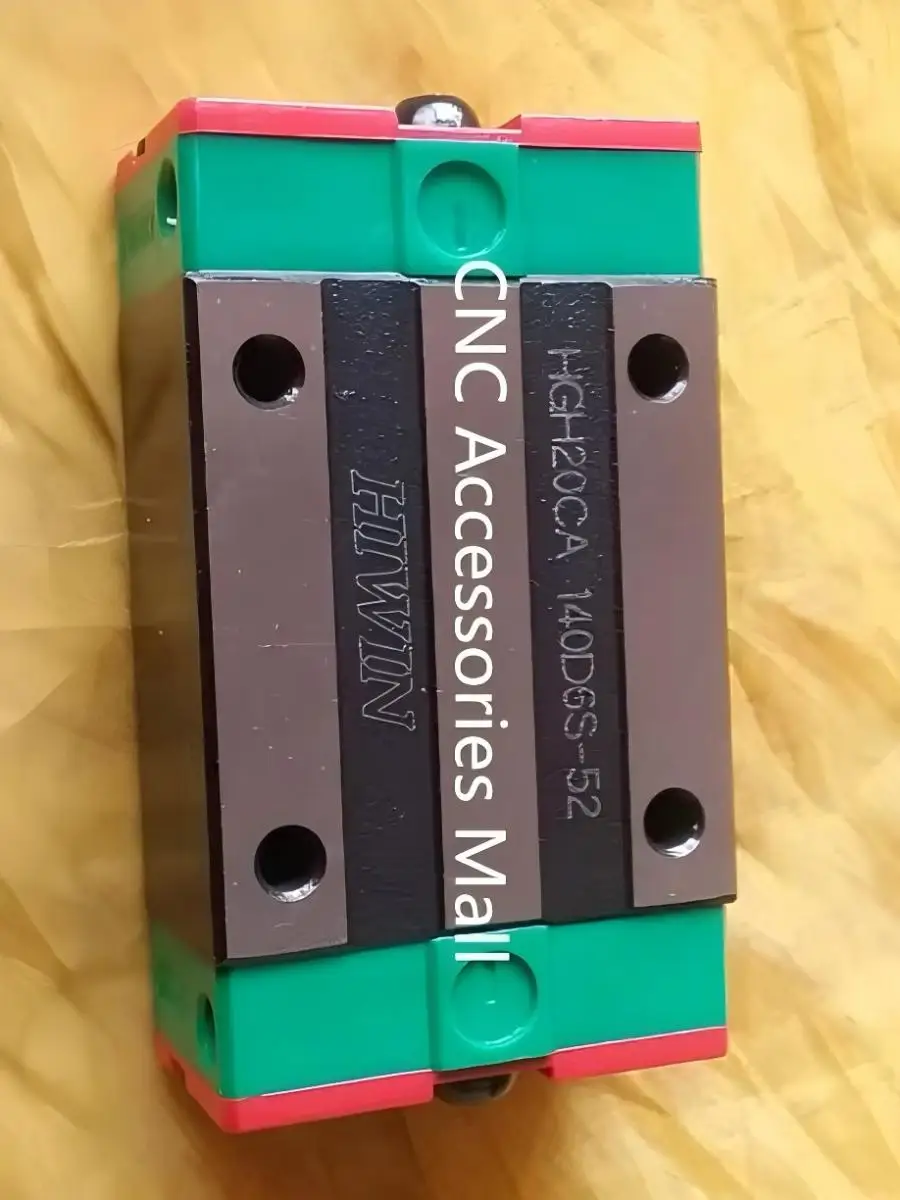 HGH20CA 140DGS-52
CNC Accessories Mall
HIWIN